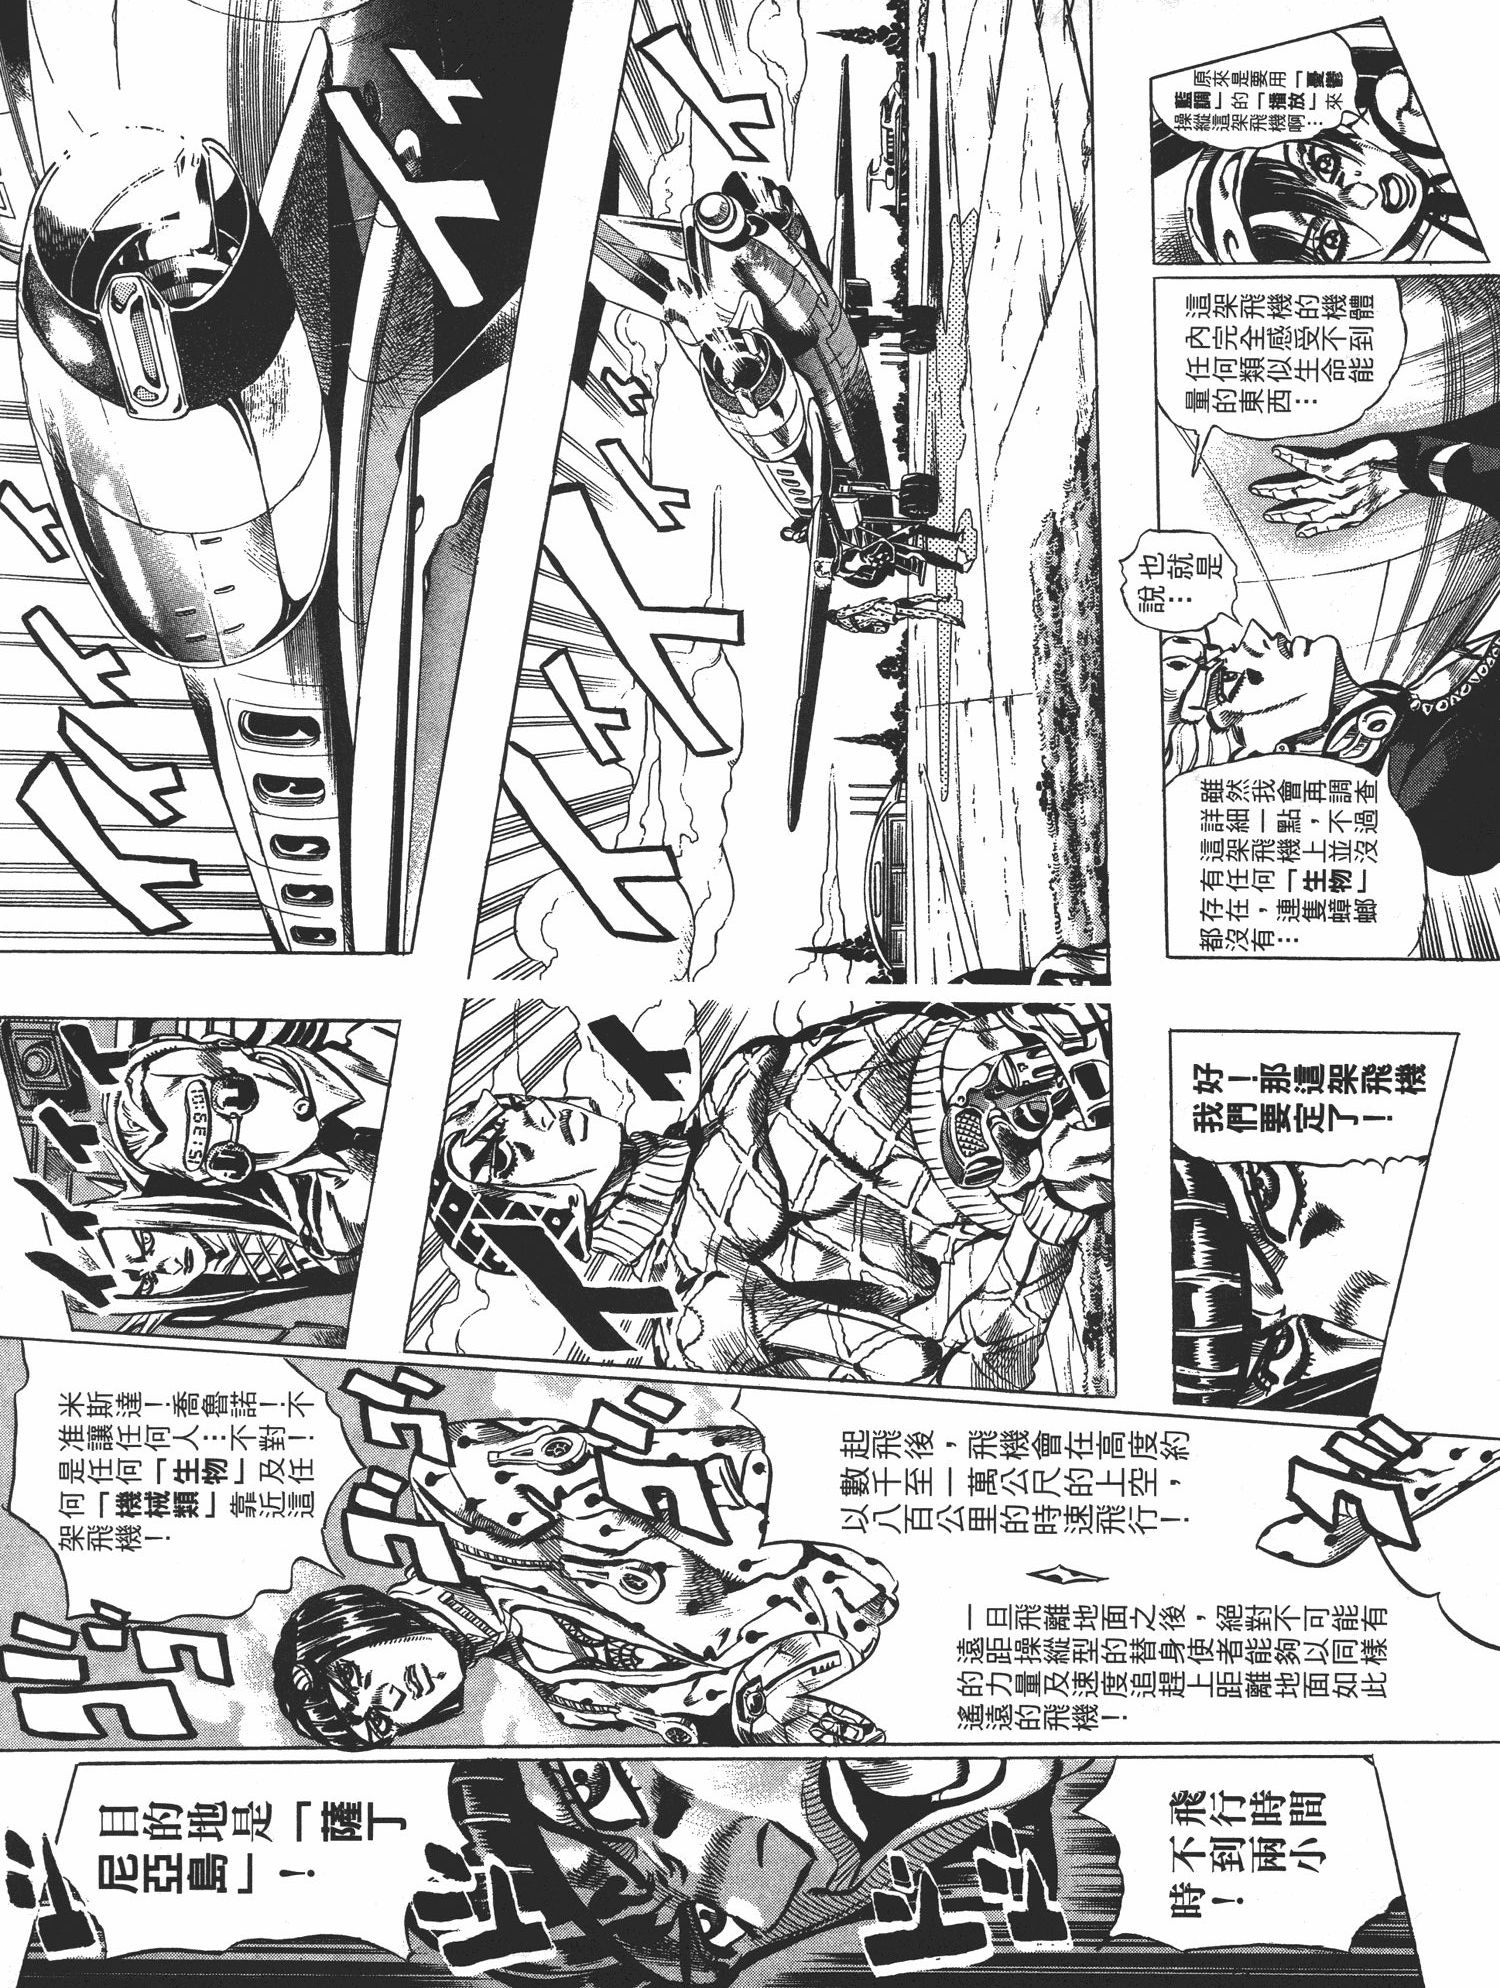 原來是要用「憂鬱
藍調」的「播放」來
操縱這架飛機啊…
這架飛機的機體
內完全感受不到
任何類似生命能
量的東西…
也就是
說…
雖然我會再調查
詳細一點，不過
這架飛機上並沒
有任何「生物」
存在，連隻蟑螂
都沒有…
好！那這架飛機
我們要定了！
起飛後，飛機會在高度約
數千至一萬公尺的上空，
以八百公里的時速飛行！
一旦飛離地面之後，絕對不可能有
遠距操縱型的替身使者能夠以同樣
的力量及速度追趕上距離地面如此
遙遠的飛機！
米斯達！喬魯諾！不
准讓任何人…不對！
是任何「生物」及任
何「機械類」靠近這
架飛機！
飛行時間
不到兩小
時！
目的地是「薩丁
尼亞島」！